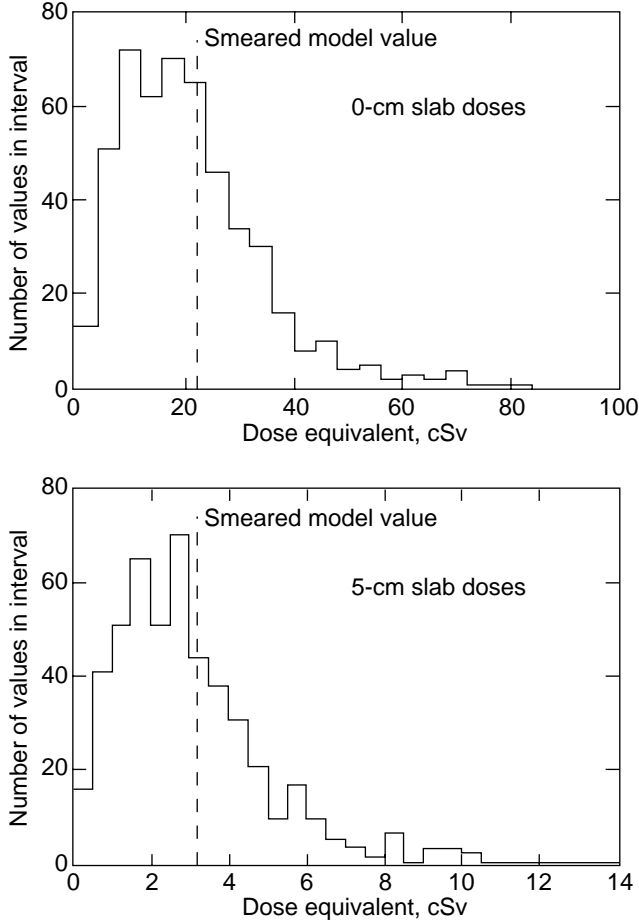 80
60
40
20
0
Number of values in interval
Smeared model value
0-cm slab doses
0 20 40 60 80 100
Dose equivalent, cSv
80
60
40
20
0
Number of values in interval
Smeared model value
5-cm slab doses
0 2 4 6 8 10 12 14
Dose equivalent, cSv